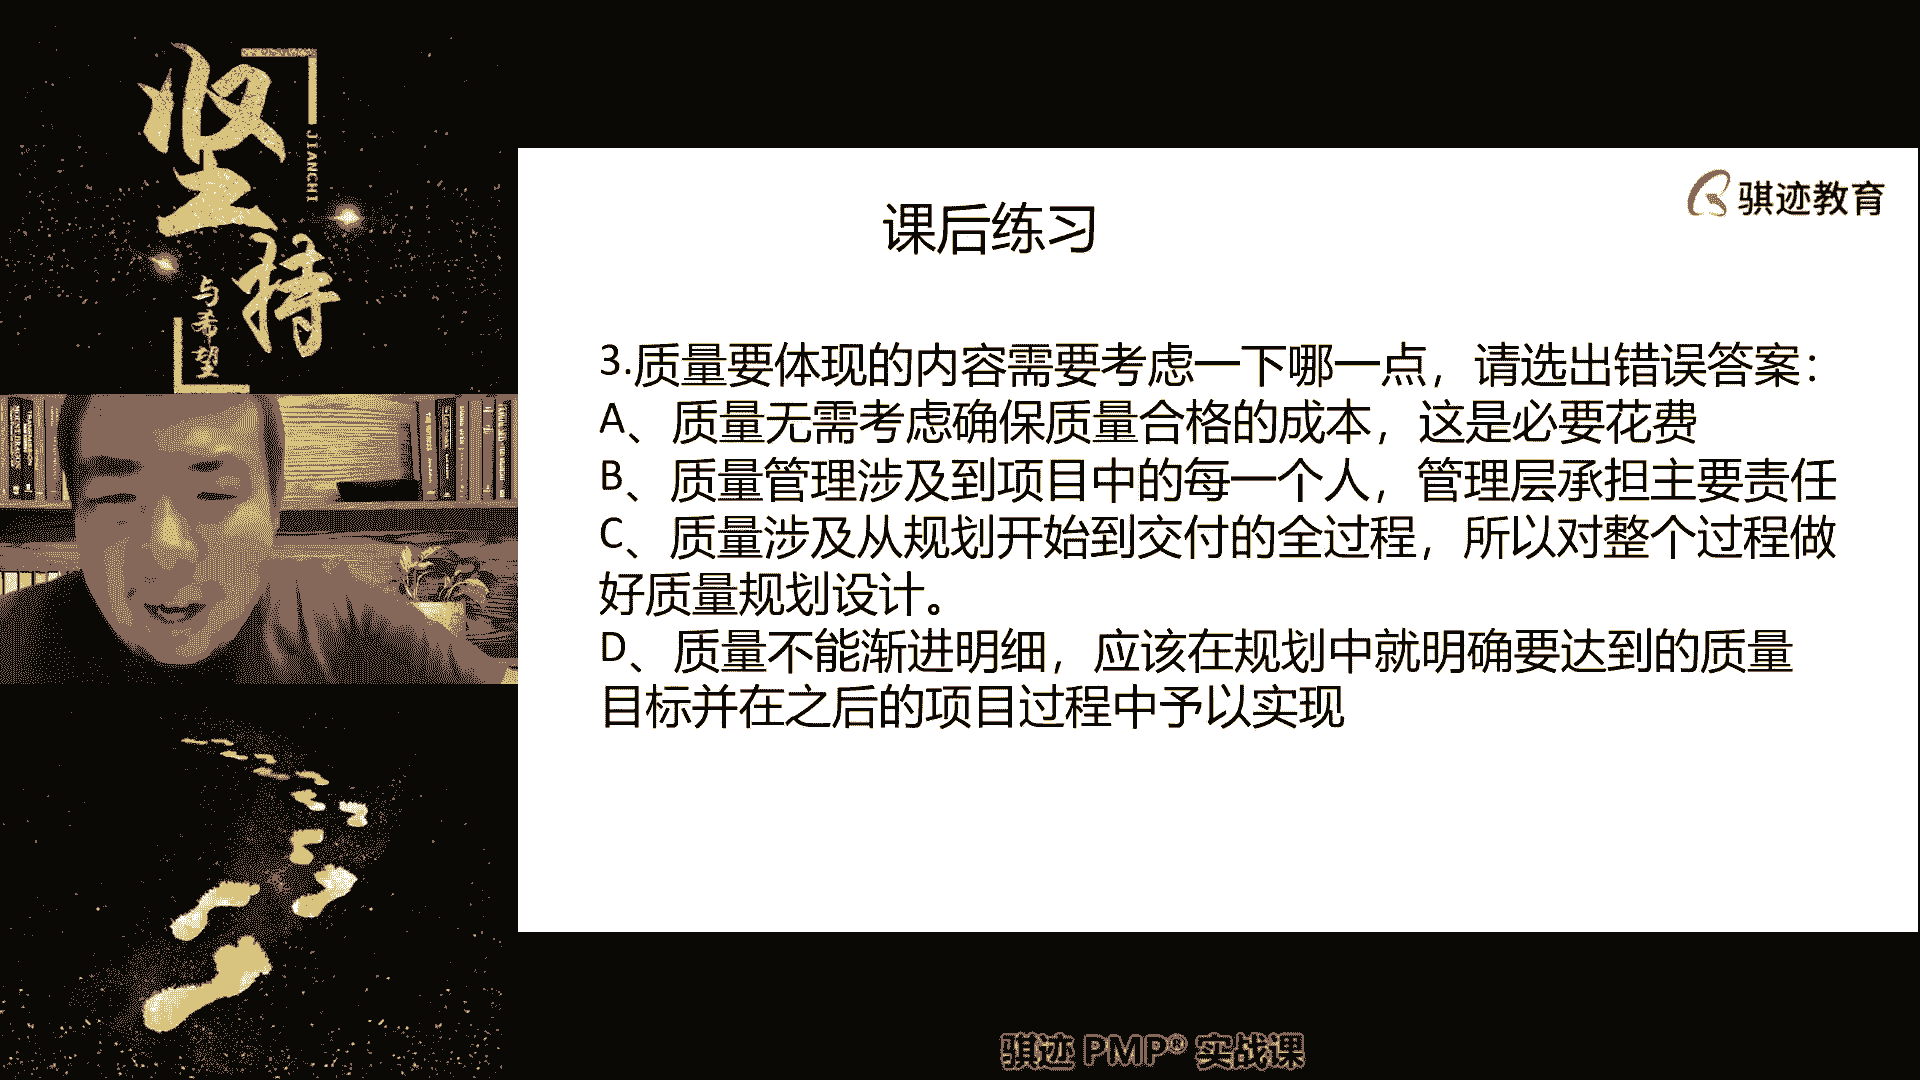 坚持
JIANCHI
与希望
骐迹教育
课后练习
3.质量要体现的内容需要考虑一下哪一点，请选出错误答案：
A、质量无需考虑确保质量合格的成本，这是必要花费
B、质量管理涉及到项目中的每一个人，管理层承担主要责任
C、质量涉及从规划开始到交付的全过程，所以对整个过程做
好质量规划设计。
D、质量不能渐进明细，应该在规划中就明确要达到的质量
目标并在之后的项目过程中予以实现
骐迹 PMP® 实战课